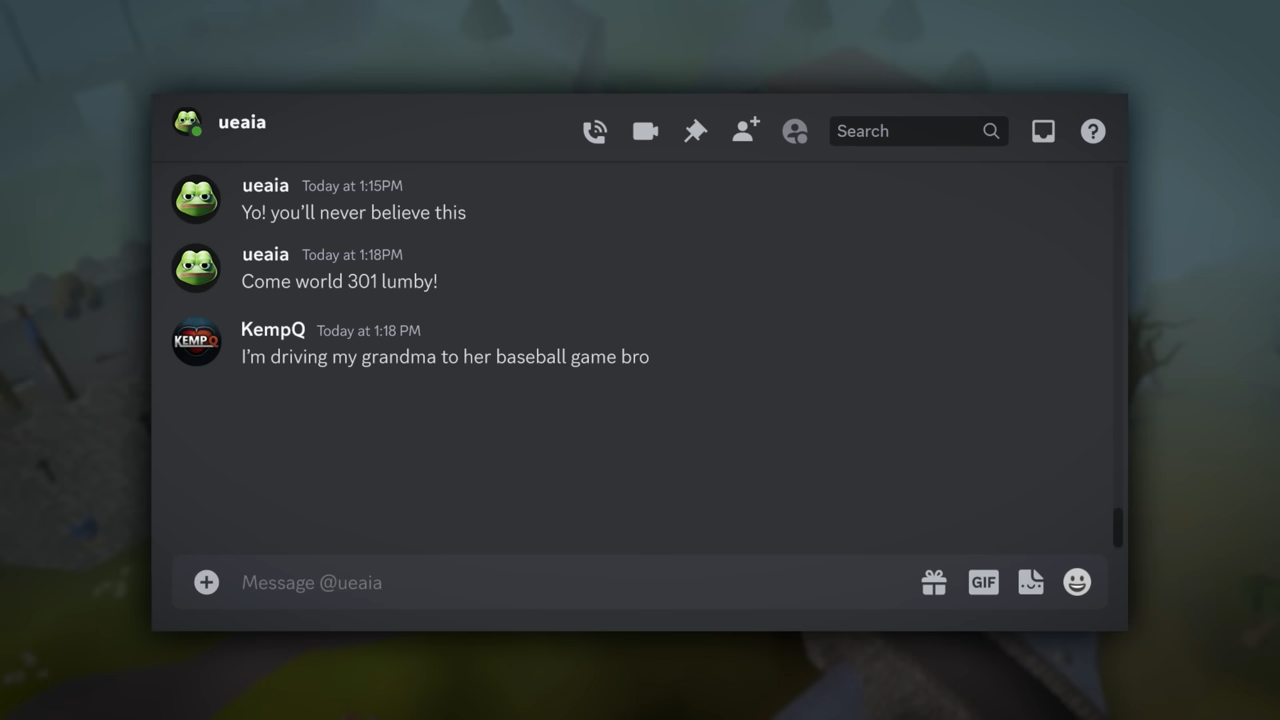 ueaia
Search
ueaia Today at 1:15PM
Yo! you’ll never believe this
ueaia Today at 1:18PM
Come world 301 lumby!
KEMPQ
KempQ Today at 1:18 PM
I’m driving my grandma to her baseball game bro
Message @ueaia
GIF